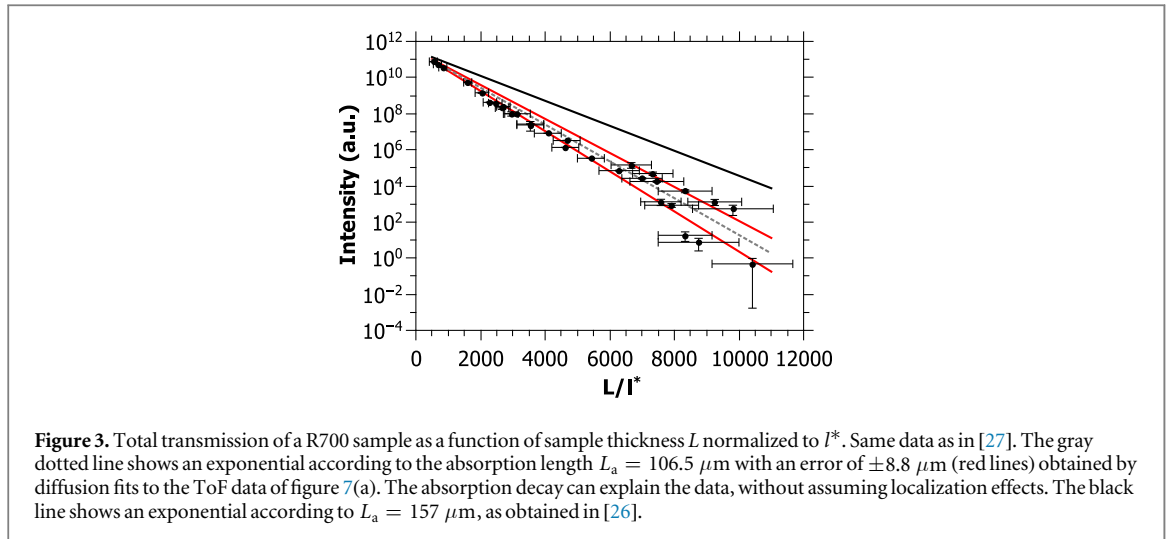 10^12
10^10
10^8
10^6
10^4
10^2
10^0
10^−2
10^−4
Intensity (a.u.)
0 2000 4000 6000 8000 10000 12000
L/l*
Figure 3. Total transmission of a R700 sample as a function of sample thickness L normalized to l*. Same data as in [27]. The gray
dotted line shows an exponential according to the absorption length L_a = 106.5 μm with an error of ±8.8 μm (red lines) obtained by
diffusion fits to the ToF data of figure 7(a). The absorption decay can explain the data, without assuming localization effects. The black
line shows an exponential according to L_a = 157 μm, as obtained in [26].